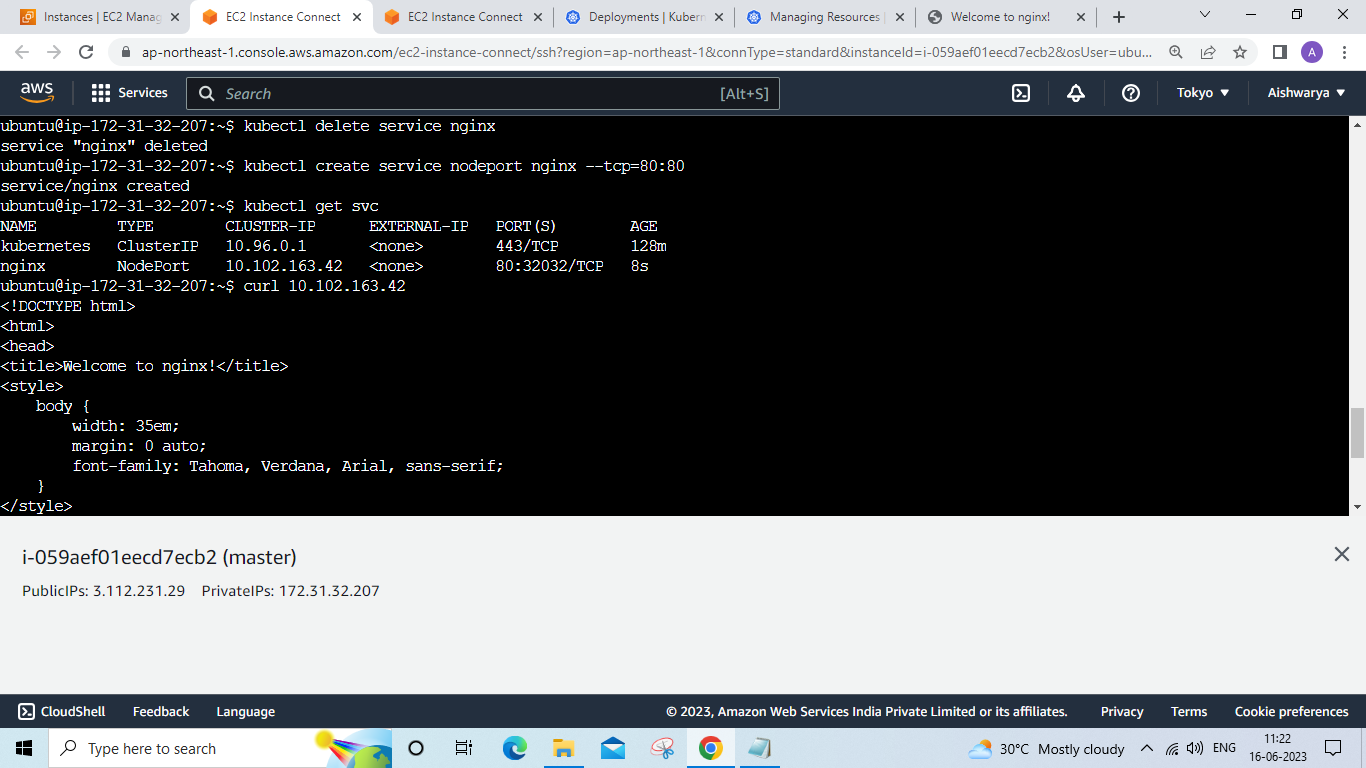 Instances | EC2 Manag
EC2 Instance Connect
EC2 Instance Connect
Deployments | Kubern
Managing Resources |
Welcome to nginx!
ap-northeast-1.console.aws.amazon.com/ec2-instance-connect/ssh?region=ap-northeast-1&connType=standard&instanceId=i-059aef01eecd7ecb2&osUser=ubu...
A
aws
Services
Search
[Alt+S]
Tokyo
Aishwarya
ubuntu@ip-172-31-32-207:~$ kubectl delete service nginx
service "nginx" deleted
ubuntu@ip-172-31-32-207:~$ kubectl create service nodeport nginx --tcp=80:80
service/nginx created
ubuntu@ip-172-31-32-207:~$ kubectl get svc
NAME TYPE CLUSTER-IP EXTERNAL-IP PORT(S) AGE
kubernetes ClusterIP 10.96.0.1 <none> 443/TCP 128m
nginx NodePort 10.102.163.42 <none> 80:32032/TCP 8s
ubuntu@ip-172-31-32-207:~$ curl 10.102.163.42
<!DOCTYPE html>
<html>
<head>
<title>Welcome to nginx!</title>
<style>
body {
width: 35em;
margin: 0 auto;
font-family: Tahoma, Verdana, Arial, sans-serif;
}
</style>
i-059aef01eecd7ecb2 (master)
PublicIPs: 3.112.231.29 PrivateIPs: 172.31.32.207
CloudShell
Feedback
Language
© 2023, Amazon Web Services India Private Limited or its affiliates.
Privacy
Terms
Cookie preferences
Type here to search
30°C Mostly cloudy
ENG
11:22
16-06-2023